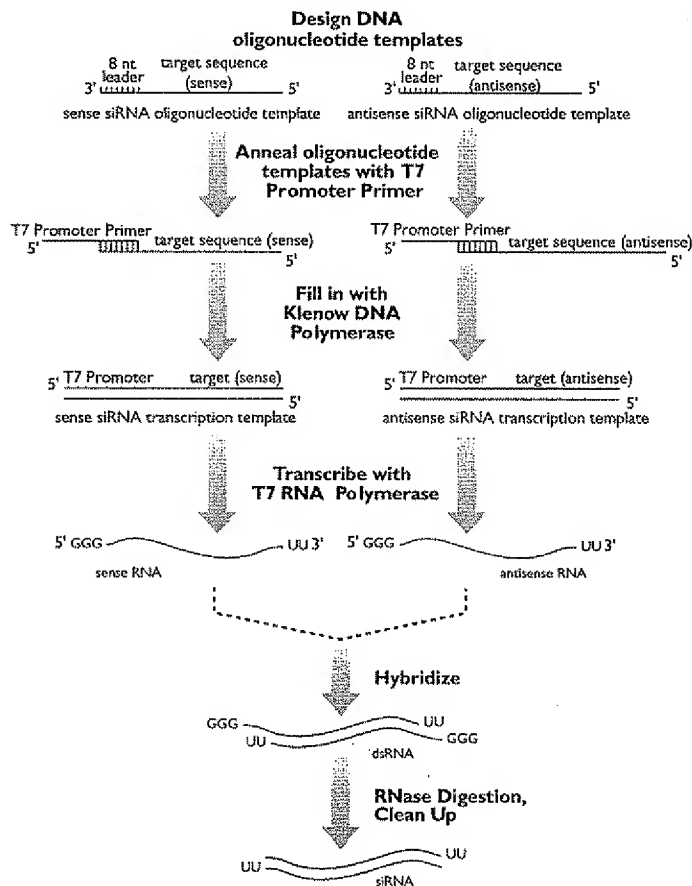 Design DNA
oligonucleotide templates
8 nt
leader
target sequence
(sense)
3'
5'
sense siRNA oligonucleotide template
8 nt
leader
target sequence
(antisense)
3'
5'
antisense siRNA oligonucleotide template
Anneal oligonucleotide
templates with T7
Promoter Primer
T7 Promoter Primer
5'
target sequence (sense)
5'
T7 Promoter Primer
5'
target sequence (antisense)
5'
Fill in with
Klenow DNA
Polymerase
5' T7 Promoter target (sense)
5'
sense siRNA transcription template
5' T7 Promoter target (antisense)
5'
antisense siRNA transcription template
Transcribe with
T7 RNA Polymerase
5' GGG UU 3'
sense RNA
5' GGG UU 3'
antisense RNA
Hybridize
GGG UU
UU GGG
dsRNA
RNase Digestion,
Clean Up
UU UU
siRNA